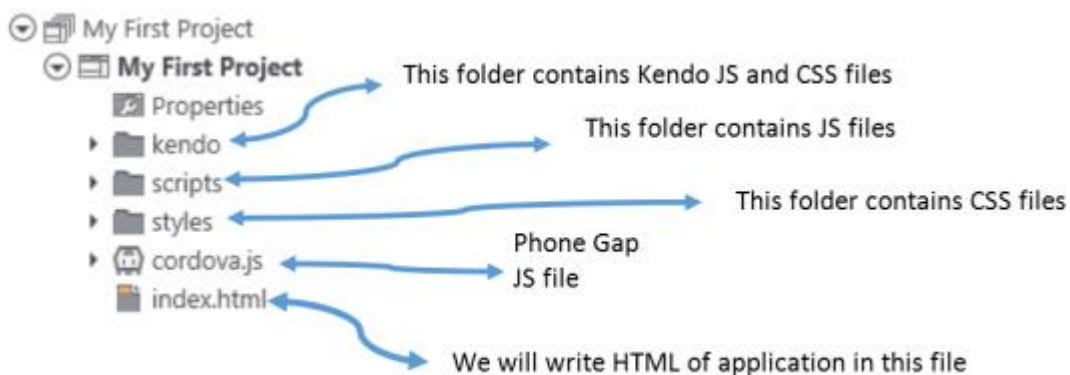 My First Project
My First Project
This folder contains Kendo JS and CSS files
Properties
This folder contains JS files
kendo
scripts
This folder contains CSS files
styles
Phone Gap
JS file
cordova.js
index.html
We will write HTML of application in this file